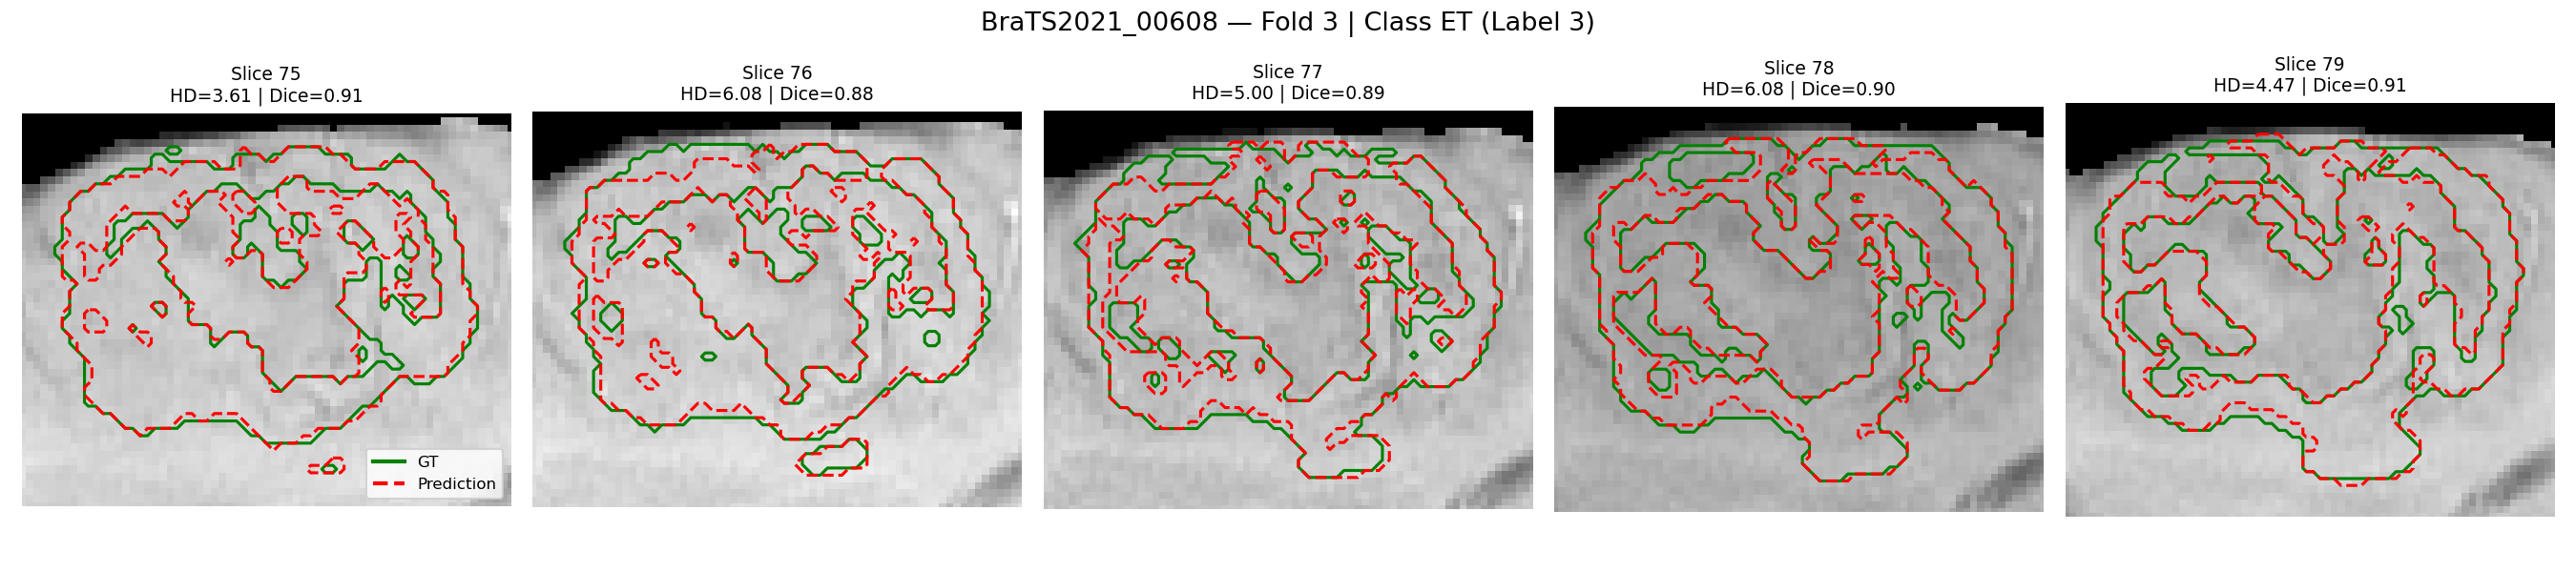 BraTS2021_00608 — Fold 3 | Class ET (Label 3)
Slice 75
HD=3.61 | Dice=0.91
Slice 76
HD=6.08 | Dice=0.88
Slice 77
HD=5.00 | Dice=0.89
Slice 78
HD=6.08 | Dice=0.90
Slice 79
HD=4.47 | Dice=0.91
GT
Prediction